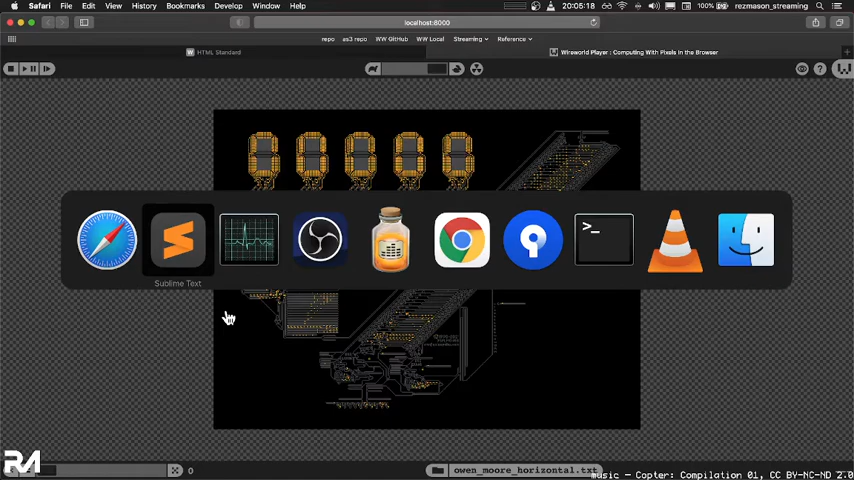 Safari File Edit View History Bookmarks Develop Window Help
100%
20:05:18
rezmason_streaming
localhost:8000
repo as3 repo WW GitHub WW Local Streaming Reference
HTML Standard
Wireworld Player : Computing With Pixels in the Browser
Sublime Text
0
owen_moore_horizontal.txt
music - Copter: Compilation 01, CC BY-NC-ND 2.0